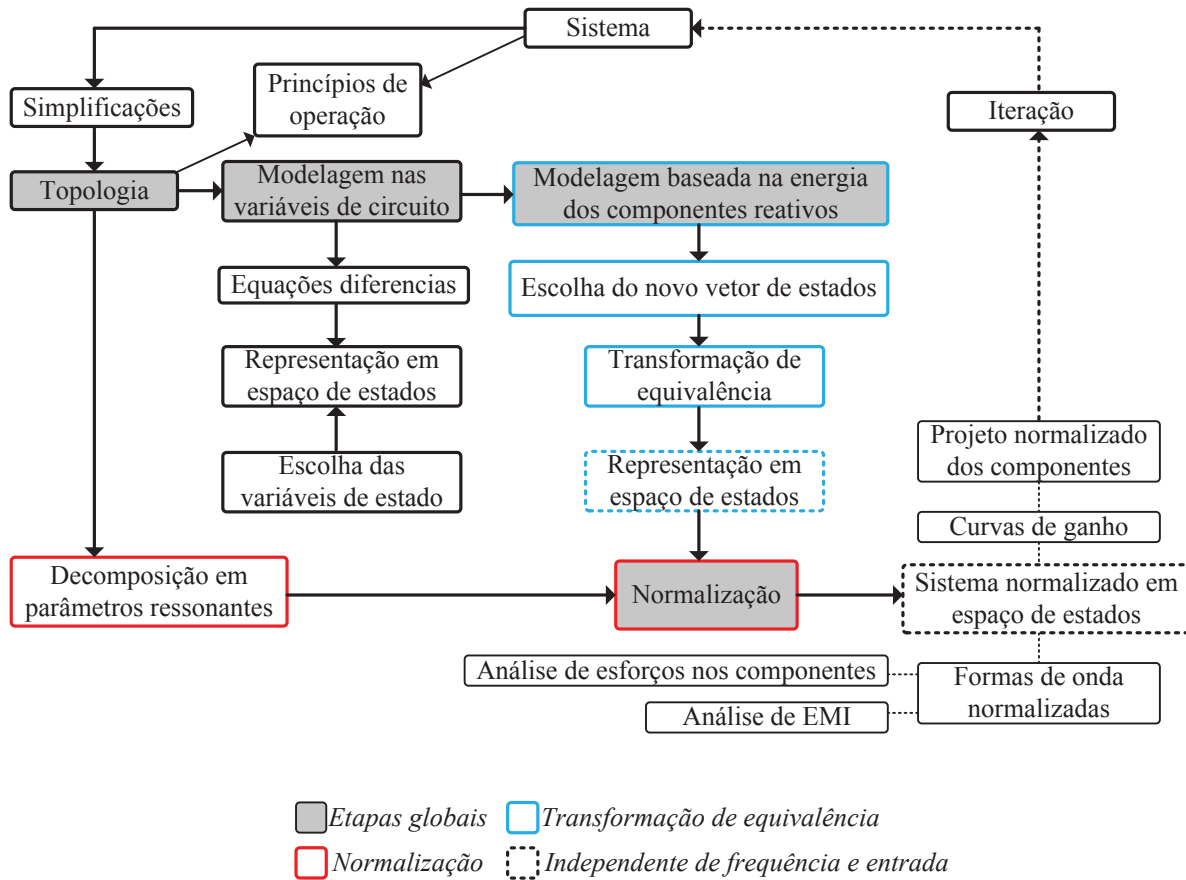 Sistema
Princípios de
operação
Simplificações
Iteração
Topologia
Modelagem nas
variáveis de circuito
Modelagem baseada na energia
dos componentes reativos
Equações diferencias
Escolha do novo vetor de estados
Representação em
espaço de estados
Transformação de
equivalência
Escolha das
variáveis de estado
Representação em
espaço de estados
Projeto normalizado
dos componentes
Curvas de ganho
Decomposição em
parâmetros ressonantes
Normalização
Sistema normalizado em
espaço de estados
Análise de esforços nos componentes
Formas de onda
normalizadas
Análise de EMI
Etapas globais
Transformação de equivalência
Normalização
Independente de frequência e entrada